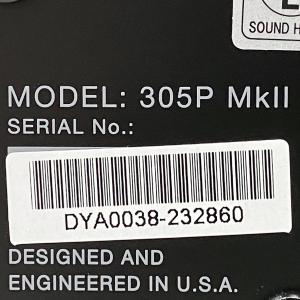 SOUND H
MODEL: 305P MkII
SERIAL No.:
DYA0038-232860
DESIGNED AND
ENGINEERED IN U.S.A.